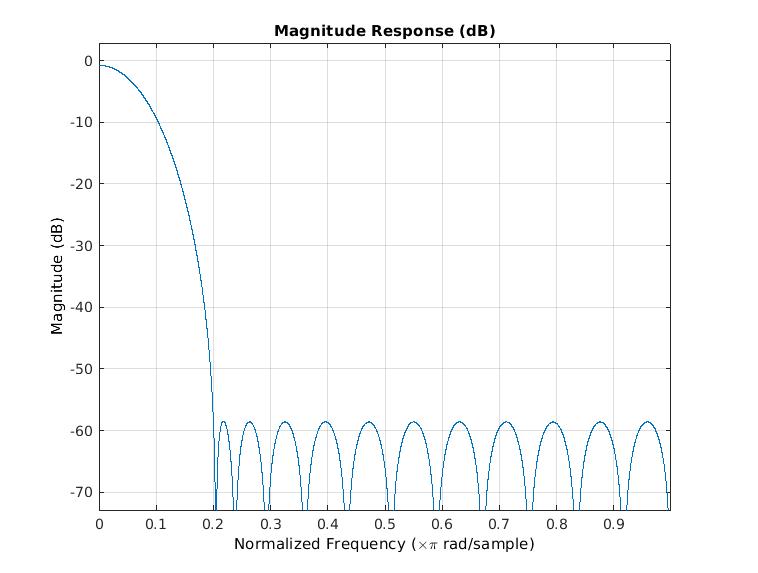 Magnitude Response (dB)
Magnitude (dB)
0
-10
-20
-30
-40
-50
-60
-70
0 0.1 0.2 0.3 0.4 0.5 0.6 0.7 0.8 0.9
Normalized Frequency (×π rad/sample)